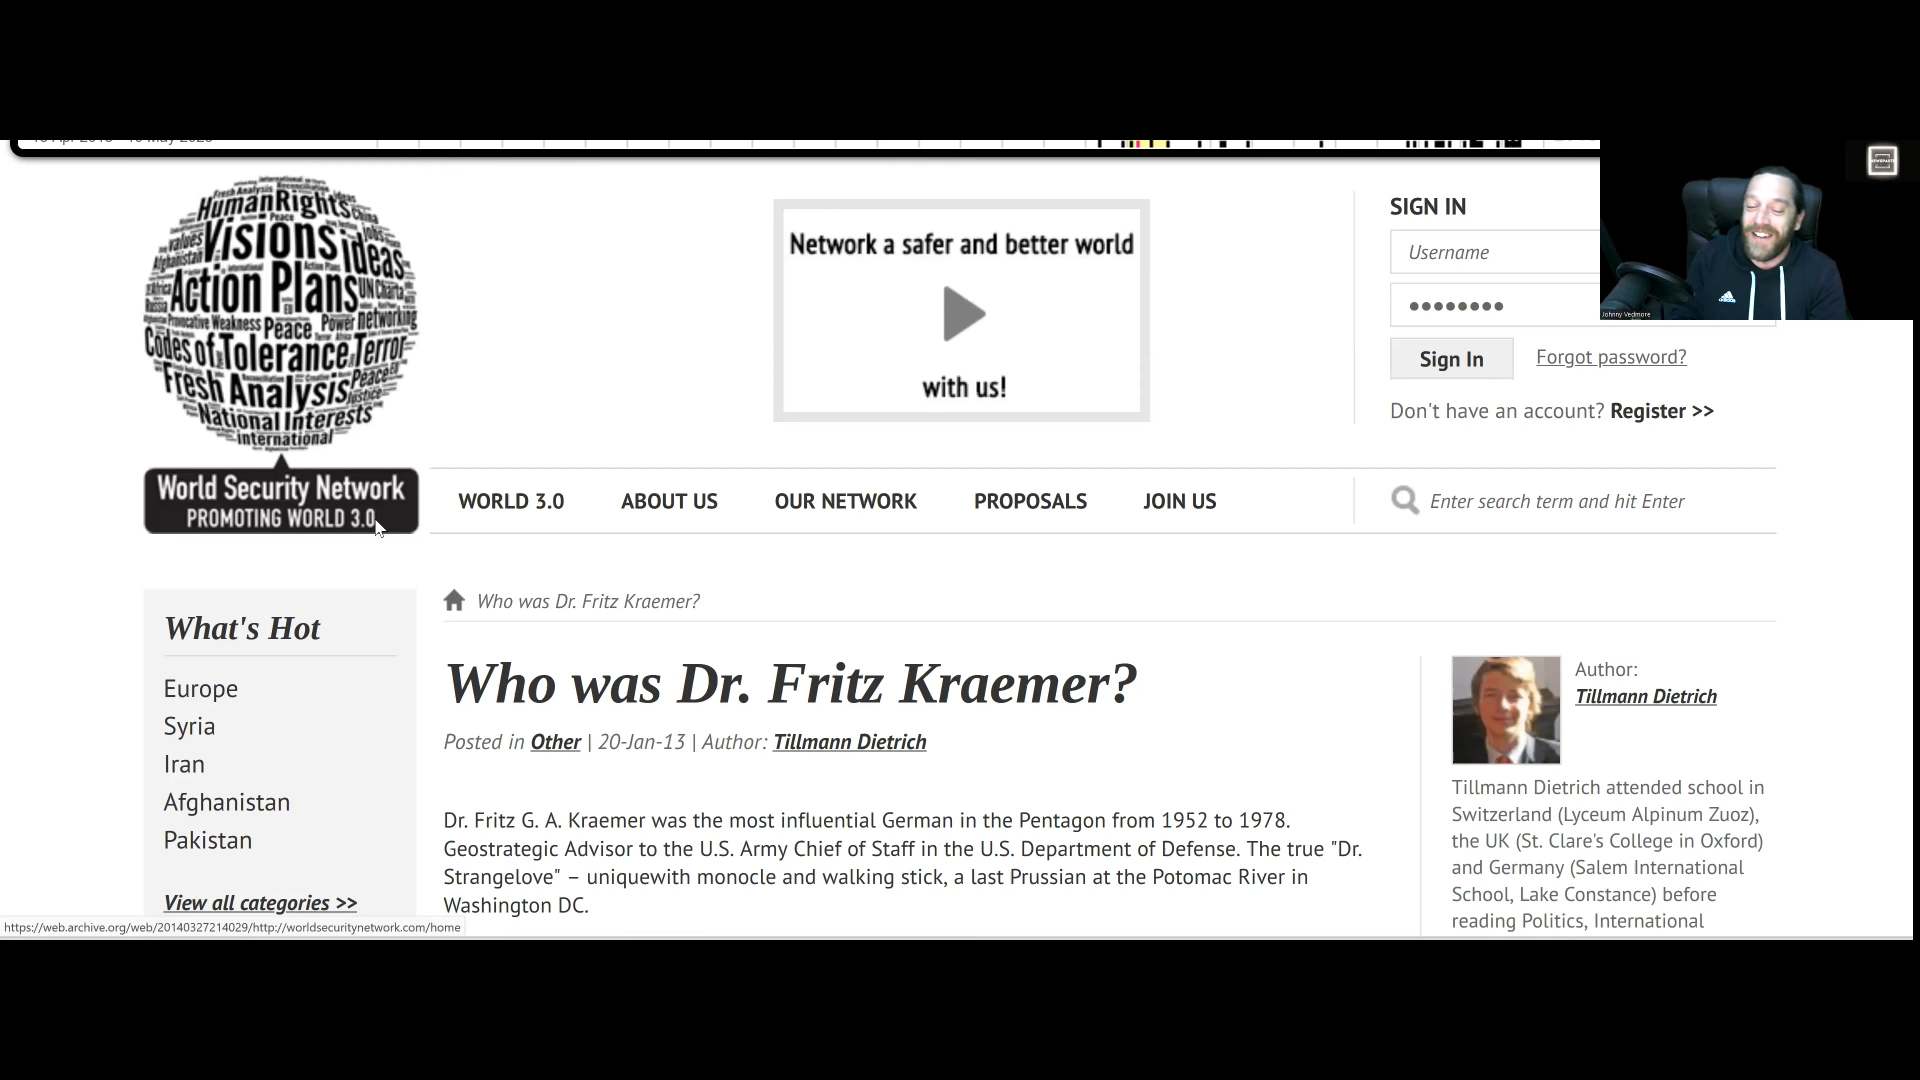 HumanRights
Visions
ideas
Action Plans
UN Charta
Provocative Weakness Peace Power networking
Codes of Tolerance Terror
Fresh Analysis Peace
Justice
National Interests
international
World Security Network
PROMOTING WORLD 3.0
Network a safer and better world
with us!
SIGN IN
Username
Sign In
Forgot password?
Don't have an account? Register >>
Johnny Vedmore
WORLD 3.0
ABOUT US
OUR NETWORK
PROPOSALS
JOIN US
Enter search term and hit Enter
What's Hot
Europe
Syria
Iran
Afghanistan
Pakistan
View all categories >>
Who was Dr. Fritz Kraemer?
Who was Dr. Fritz Kraemer?
Posted in Other | 20-Jan-13 | Author: Tillmann Dietrich
Dr. Fritz G. A. Kraemer was the most influential German in the Pentagon from 1952 to 1978.
Geostrategic Advisor to the U.S. Army Chief of Staff in the U.S. Department of Defense. The true "Dr.
Strangelove" – uniquewith monocle and walking stick, a last Prussian at the Potomac River in
Washington DC.
Author:
Tillmann Dietrich
Tillmann Dietrich attended school in
Switzerland (Lyceum Alpinum Zuoz),
the UK (St. Clare's College in Oxford)
and Germany (Salem International
School, Lake Constance) before
reading Politics, International
https://web.archive.org/web/20140327214029/http://worldsecuritynetwork.com/home